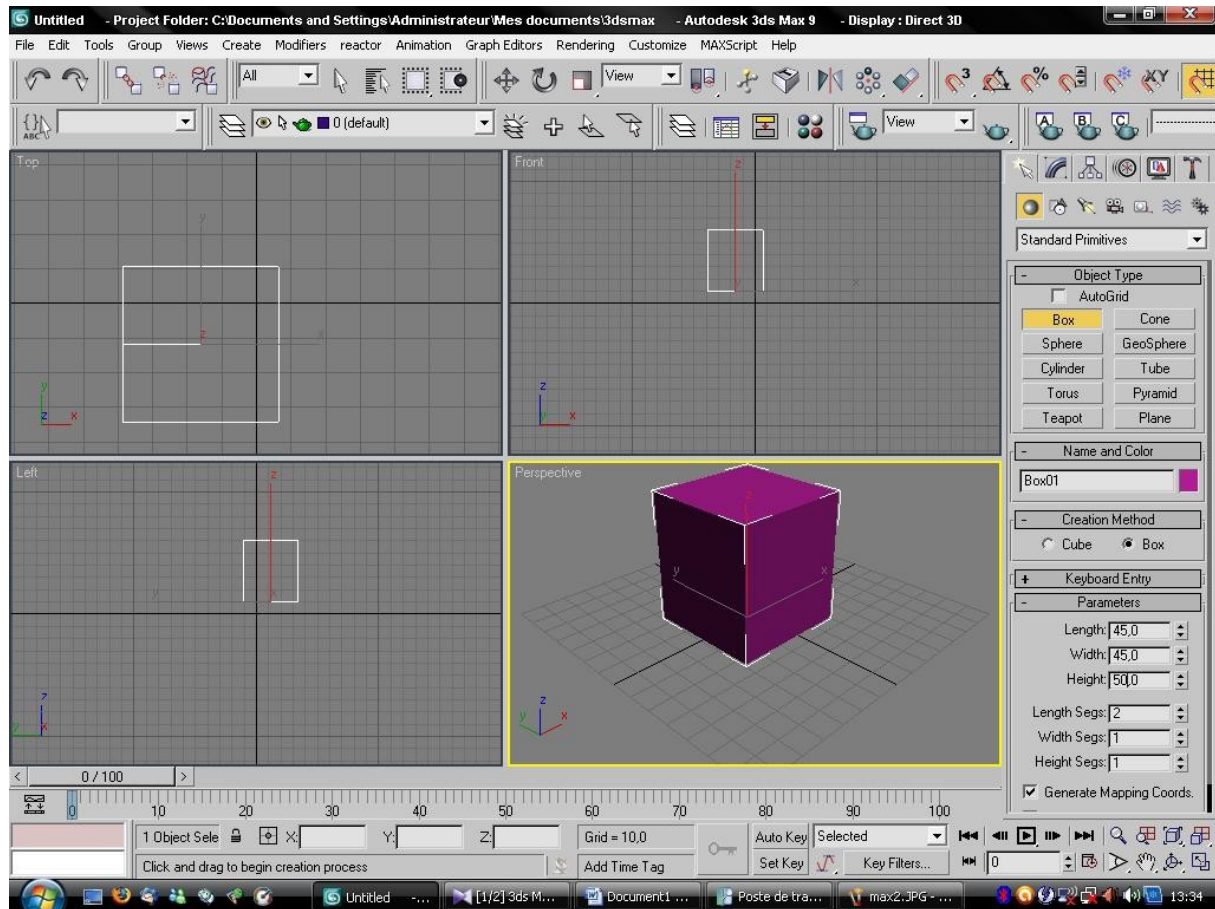 Untitled - Project Folder: C:\Documents and Settings\Administrateur\Mes documents\3dsmax - Autodesk 3ds Max 9 - Display : Direct 3D
File Edit Tools Group Views Create Modifiers reactor Animation Graph Editors Rendering Customize MAXScript Help
All View 3 % XY
ABC 0 (default) View A B C
Top
y
z x
y
z x
Front
z
y x
z
x
Left
z
y x
z
y x
Perspective
z
y x
z
y x
Standard Primitives
- Object Type
AutoGrid
Box Cone
Sphere GeoSphere
Cylinder Tube
Torus Pyramid
Teapot Plane
- Name and Color
Box01
- Creation Method
Cube Box
+ Keyboard Entry
- Parameters
Length: 45,0
Width: 45,0
Height: 50,0
Length Segs: 2
Width Segs: 1
Height Segs: 1
Generate Mapping Coords.
< 0 / 100 >
0 10 20 30 40 50 60 70 80 90 100
1 Object Sele X: Y: Z: Grid = 10,0 Auto Key Selected
Click and drag to begin creation process Add Time Tag Set Key Key Filters... 0
Untitled -... [1/2] 3ds M... Document1 ... Poste de tra... max2.JPG - ... 13:34